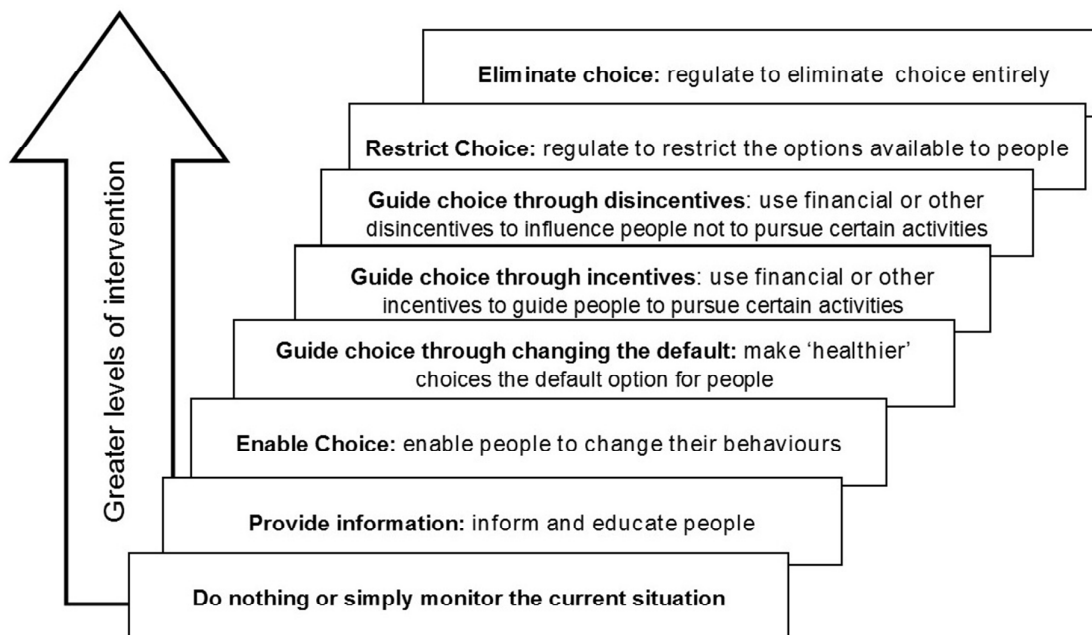 Eliminate choice: regulate to eliminate choice entirely
Restrict Choice: regulate to restrict the options available to people
Guide choice through disincentives: use financial or other
disincentives to influence people not to pursue certain activities
Guide choice through incentives: use financial or other
incentives to guide people to pursue certain activities
Guide choice through changing the default: make ‘healthier’
choices the default option for people
Enable Choice: enable people to change their behaviours
Provide information: inform and educate people
Do nothing or simply monitor the current situation
Greater levels of intervention